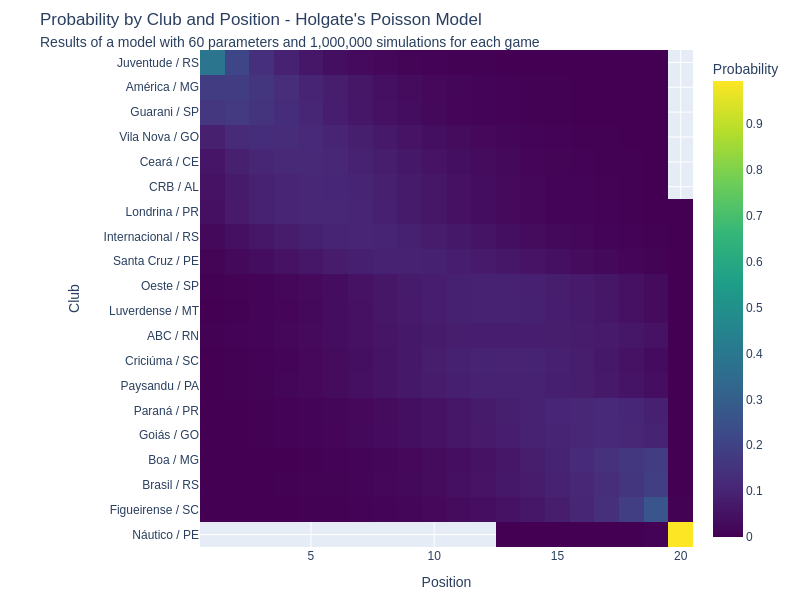 Probability by Club and Position - Holgate's Poisson Model
Results of a model with 60 parameters and 1,000,000 simulations for each game
Probability
Juventude / RS
América / MG
Guarani / SP
Vila Nova / GO
Ceará / CE
CRB / AL
Londrina / PR
Internacional / RS
Santa Cruz / PE
Oeste / SP
Luverdense / MT
ABC / RN
Criciúma / SC
Paysandu / PA
Paraná / PR
Goiás / GO
Boa / MG
Brasil / RS
Figueirense / SC
Náutico / PE
Club
0.9
0.8
0.7
0.6
0.5
0.4
0.3
0.2
0.1
0
5 10 15 20
Position